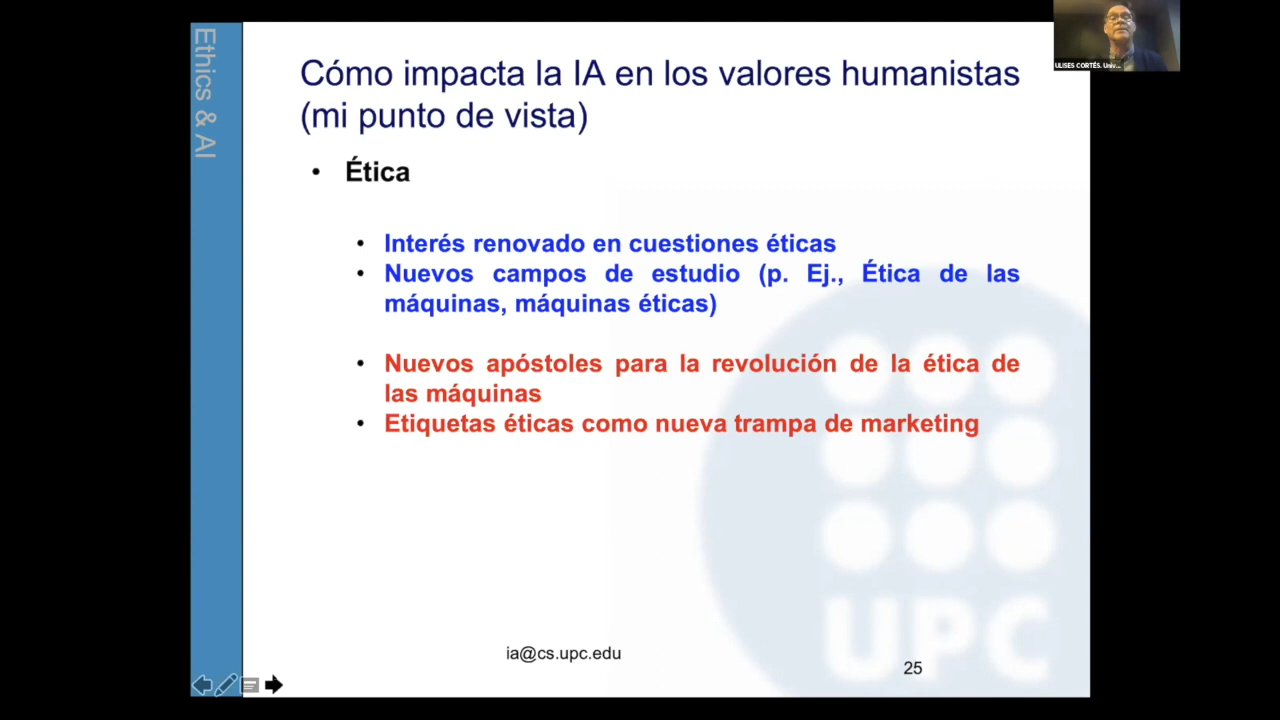 Ethics & AI
ULISES CORTÉS. Univ...
Cómo impacta la IA en los valores humanistas
(mi punto de vista)
• Ética
• Interés renovado en cuestiones éticas
• Nuevos campos de estudio (p. Ej., Ética de las
máquinas, máquinas éticas)
• Nuevos apóstoles para la revolución de la ética de
las máquinas
• Etiquetas éticas como nueva trampa de marketing
UPC
ia@cs.upc.edu
25